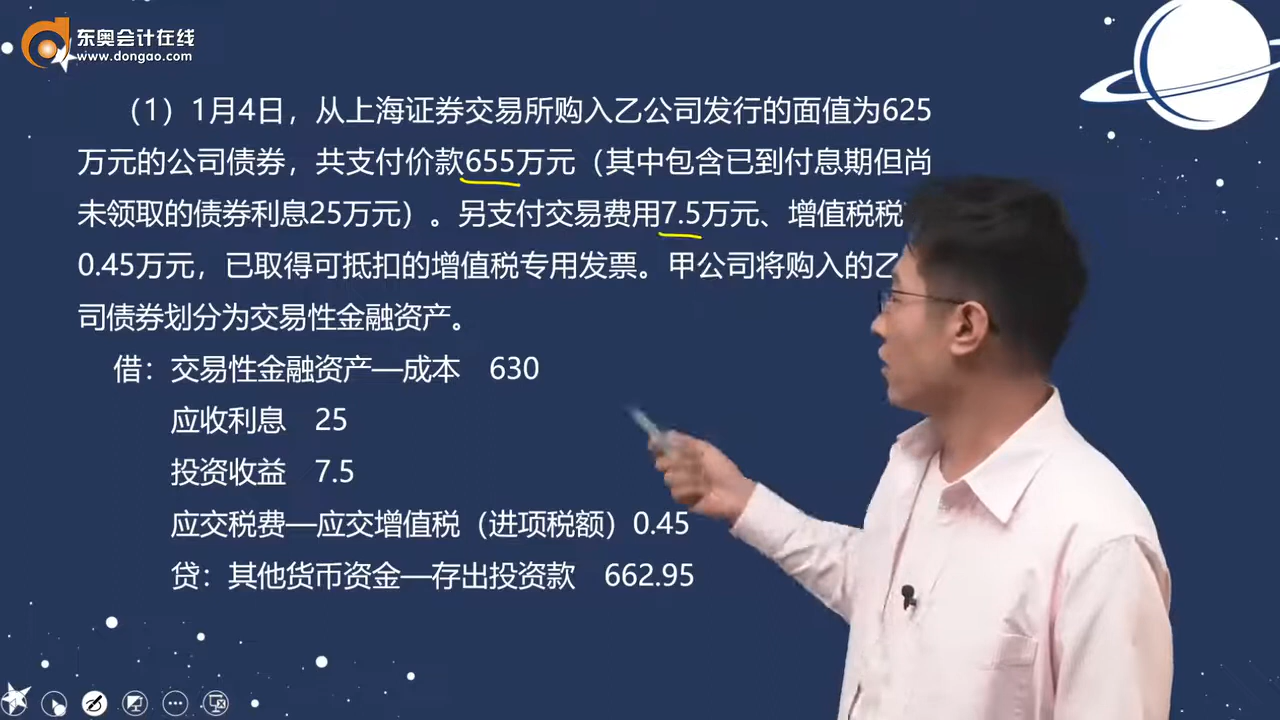 东奥会计在线
www.dongao.com
（1）1月4日，从上海证券交易所购入乙公司发行的面值为625
万元的公司债券，共支付价款655万元（其中包含已到付息期但尚
未领取的债券利息25万元）。另支付交易费用7.5万元、增值税税
0.45万元，已取得可抵扣的增值税专用发票。甲公司将购入的乙
司债券划分为交易性金融资产。
借：交易性金融资产—成本 630
应收利息 25
投资收益 7.5
应交税费—应交增值税（进项税额）0.45
贷：其他货币资金—存出投资款 662.95